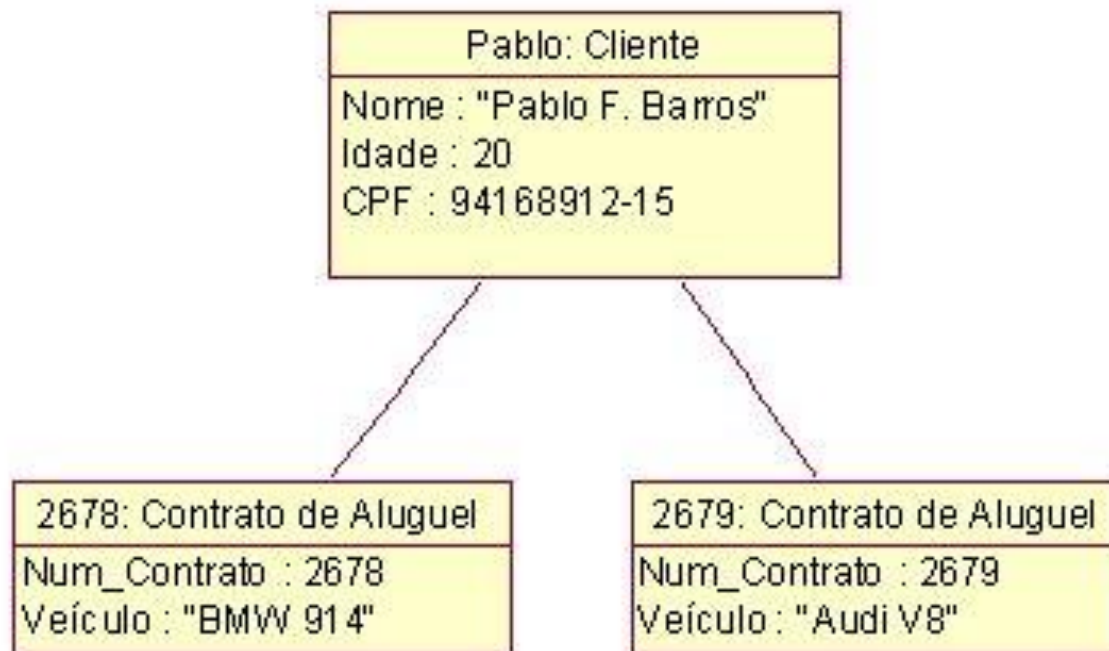 Pablo: Cliente
Nome : "Pablo F. Barros"
Idade : 20
CPF : 94168912-15
2678: Contrato de Aluguel
Num_Contrato : 2678
Veículo : "BMW 914"
2679: Contrato de Aluguel
Num_Contrato : 2679
Veículo : "Audi V8"